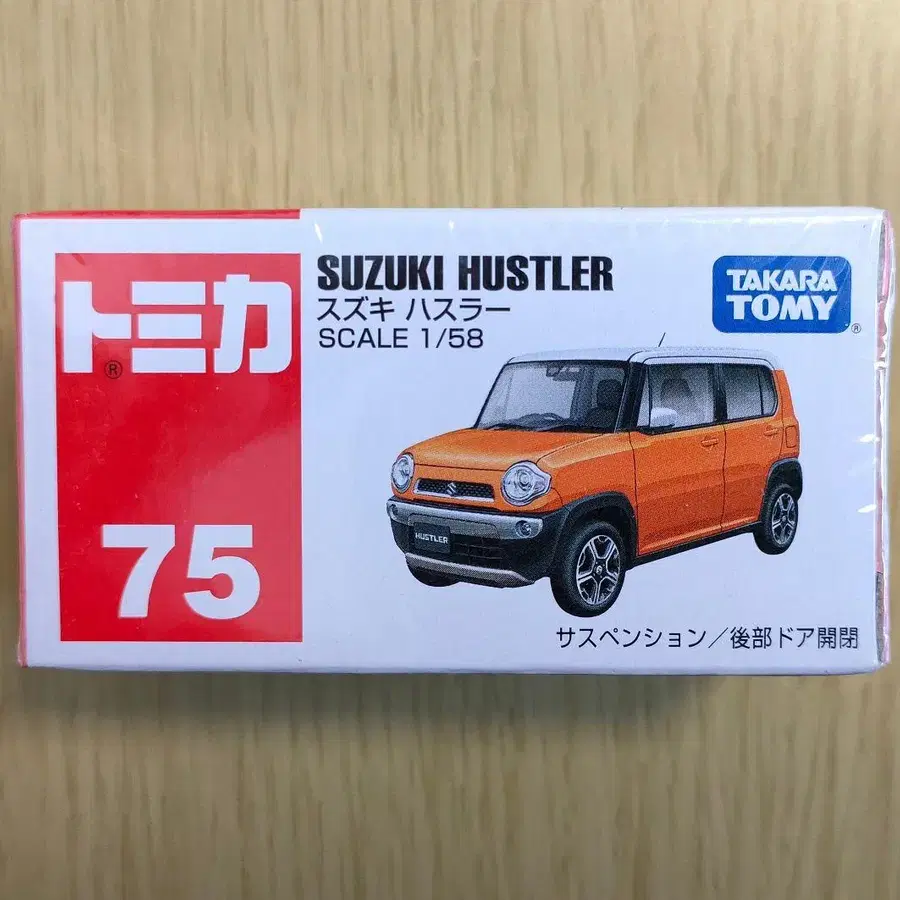 トミカ
®
75
SUZUKI HUSTLER
スズキ ハスラー
SCALE 1/58
TAKARA
TOMY
®
HUSTLER
サスペンション/後部ドア開閉